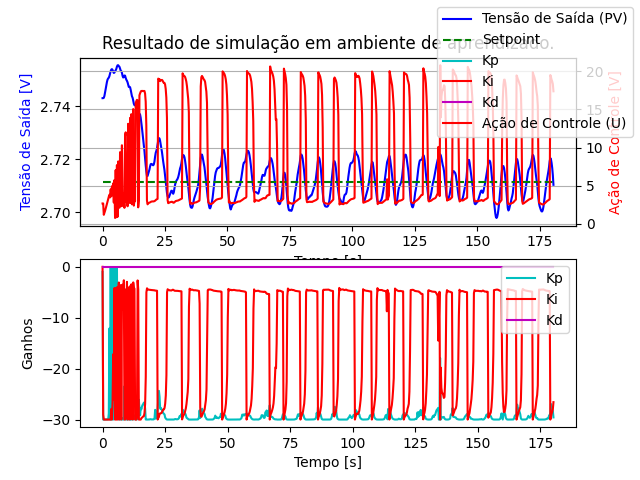 Resultado de simulação em ambiente de aprendizado.
Tensão de Saída (PV)
Setpoint
Kp
Ki
Kd
Ação de Controle (U)
Tensão de Saída [V]
2.74
2.72
2.70
20
15
10
5
0
Ação de Controle [V]
0 25 50 75 100 125 150 175
Tempo [s]
Ganhos
0
−10
−20
−30
Kp
Ki
Kd
0 25 50 75 100 125 150 175
Tempo [s]